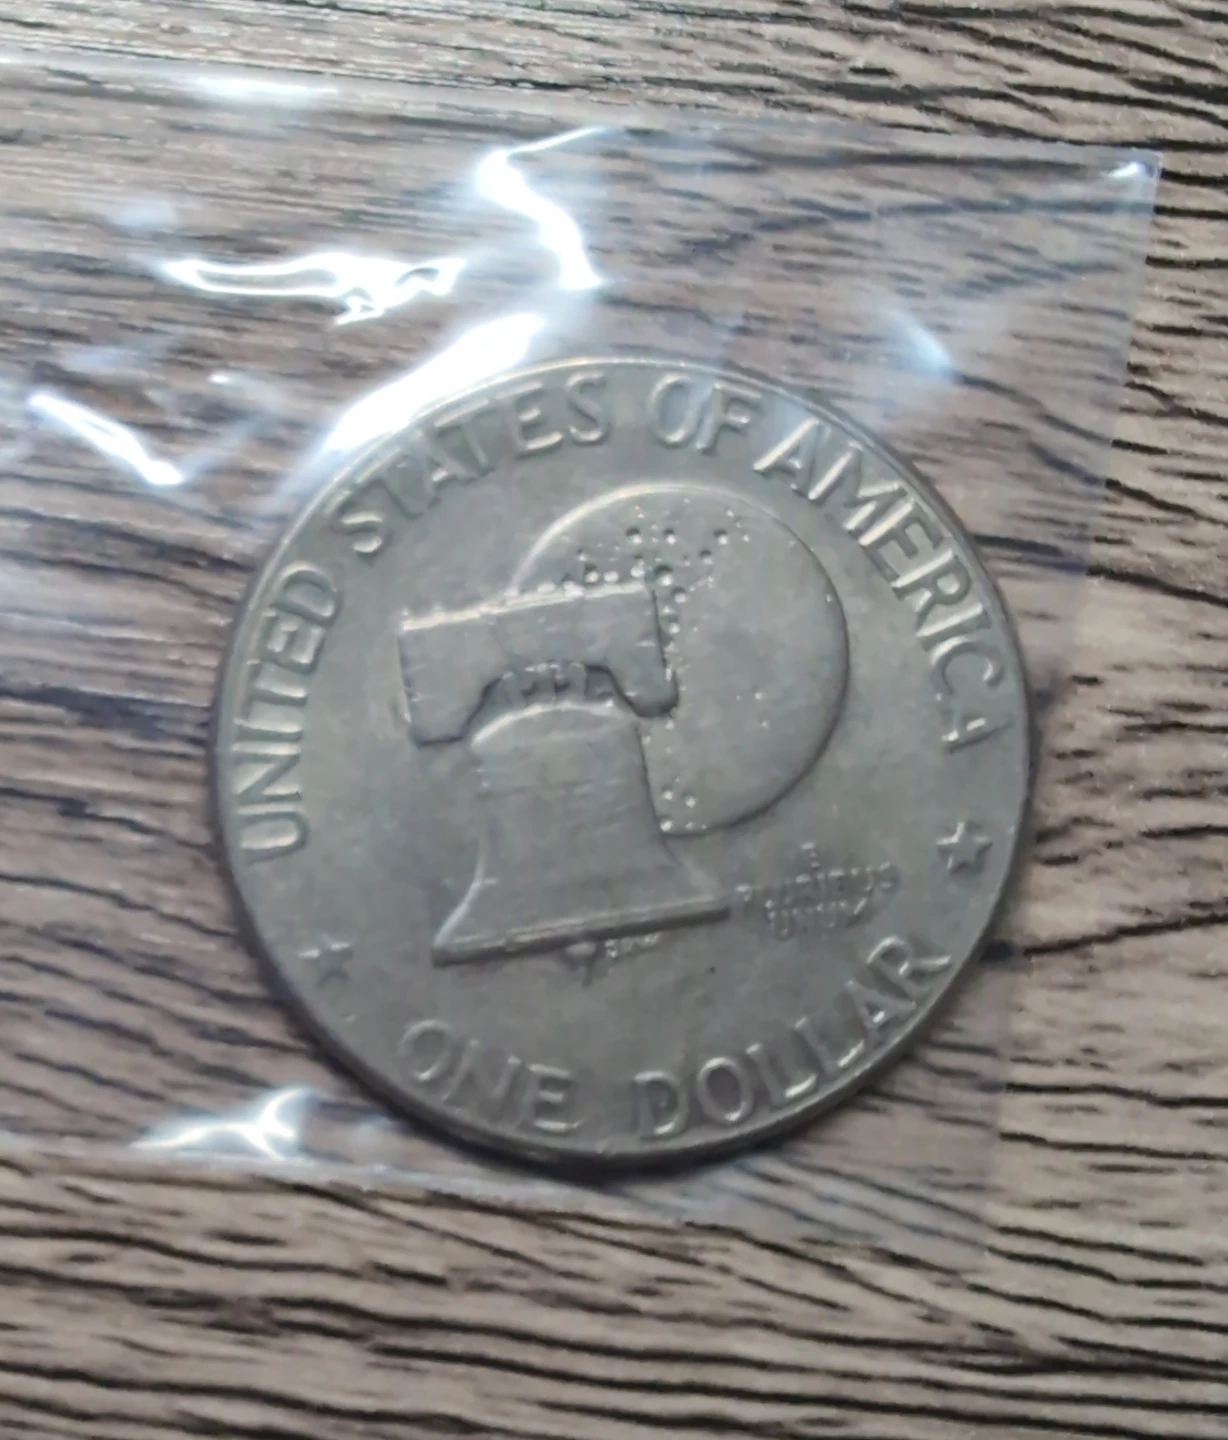 UNITED STATES OF AMERICA
E
PLURIBUS
UNUM
ONE DOLLAR